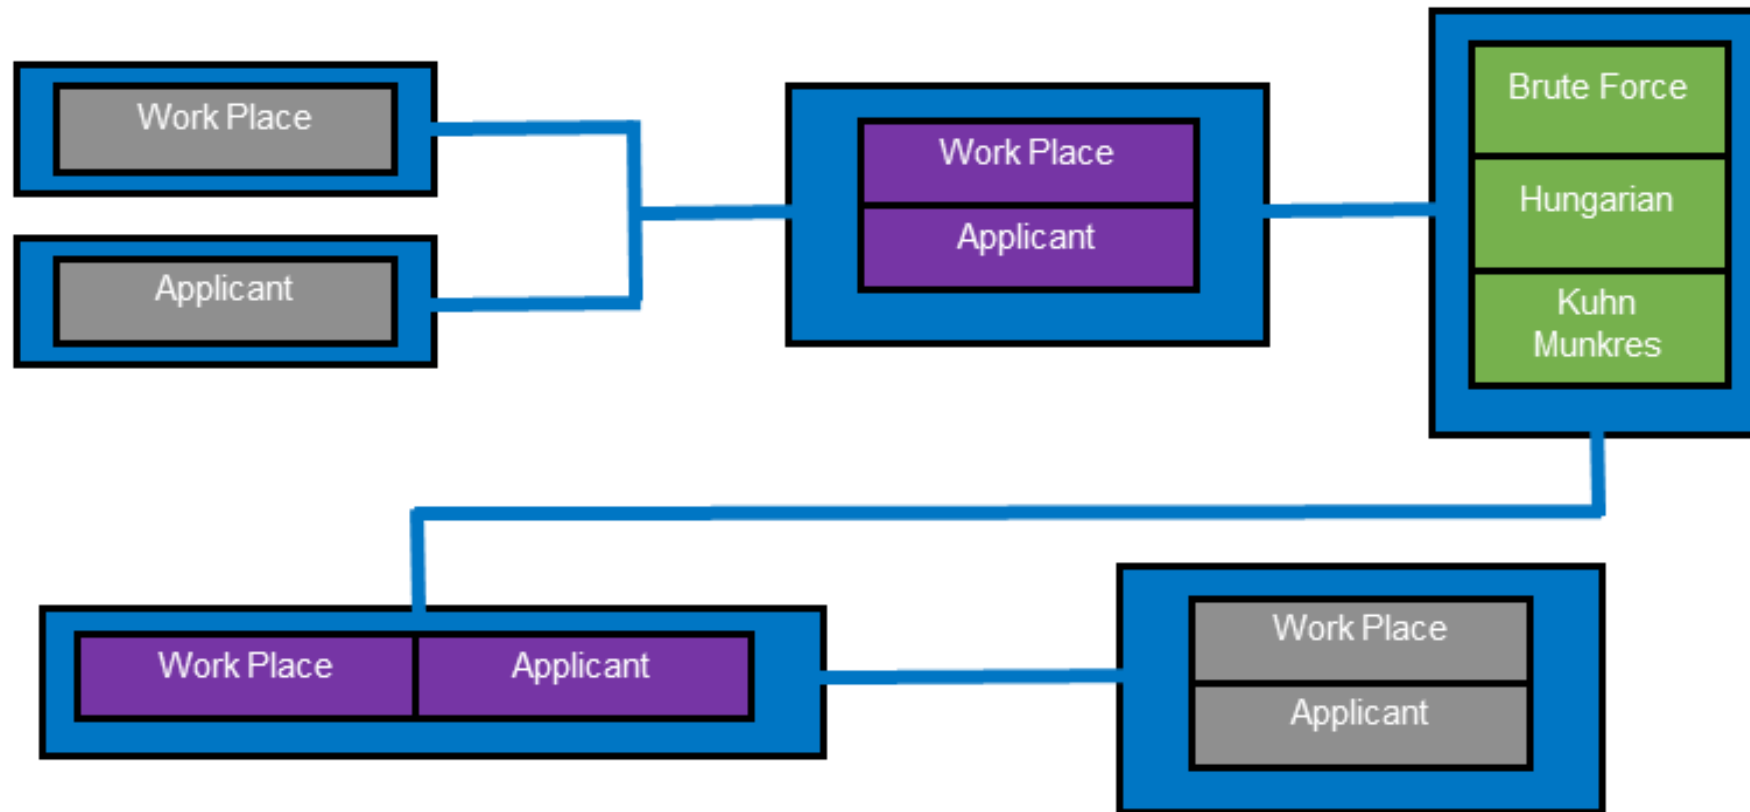 Work Place
Applicant
Work Place
Applicant
Brute Force
Hungarian
Kuhn
Munkres
Work Place
Applicant
Work Place
Applicant